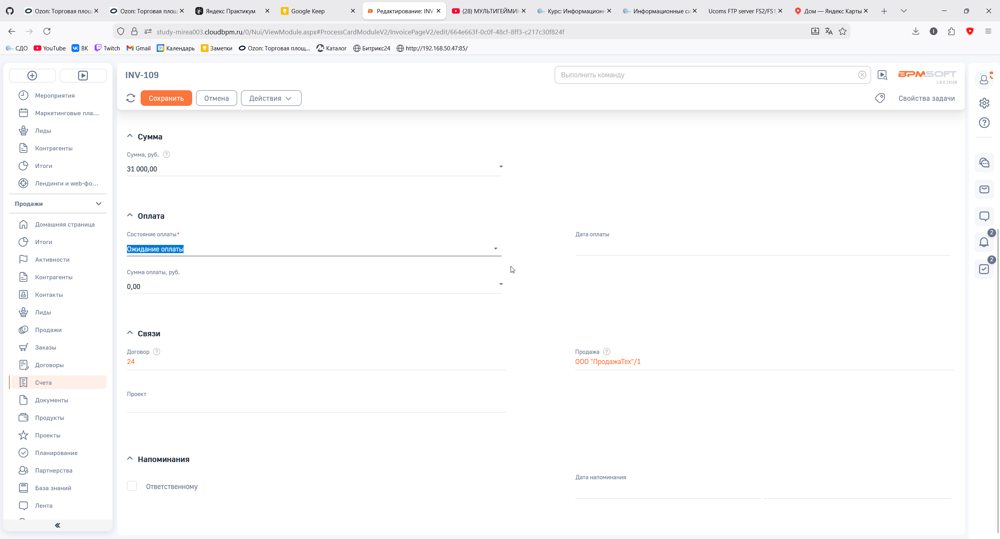 Ozon: Торговая площ
Ozon: Торговая площ
Яндекс Практикум
Google Keep
Редактирование: INV
(28) МУЛЬТИГЕЙМИН
Курс: Информационн
Информационные си
Ucoms FTP server FS2/FS1
Дом — Яндекс Карты
study-mirea003.cloudbpm.ru/0/Nui/ViewModule.aspx#ProcessCardModuleV2/InvoicePageV2/edit/664e663f-0c0f-48cf-8ff3-c217c30f824f
СДО
YouTube
ВК
Twitch
Gmail
31 Календарь
Заметки
Ozon: Торговая площ...
Каталог
Битрикс24
http://192.168.50.47:85/
INV-109
Выполнить команду
BPMSOFT
1.8.0.19108
Сохранить
Отмена
Действия
Свойства задачи
Мероприятия
Маркетинговые пла...
Лиды
Контрагенты
Итоги
Лендинги и web-фо...
Продажи
Домашняя страница
Итоги
Активности
Контрагенты
Контакты
Лиды
Продажи
Заказы
Договоры
Счета
Документы
Продукты
Проекты
Планирование
Партнерства
База знаний
Лента
Сумма
Сумма, руб. ?
31 000,00
Оплата
Состояние оплаты*
Дата оплаты
Ожидание оплаты
Сумма оплаты, руб.
0,00
Связи
Договор ?
Продажа ?
24
ООО "ПродажаТех"/1
Проект
Напоминания
Ответственному
Дата напоминания
2
2